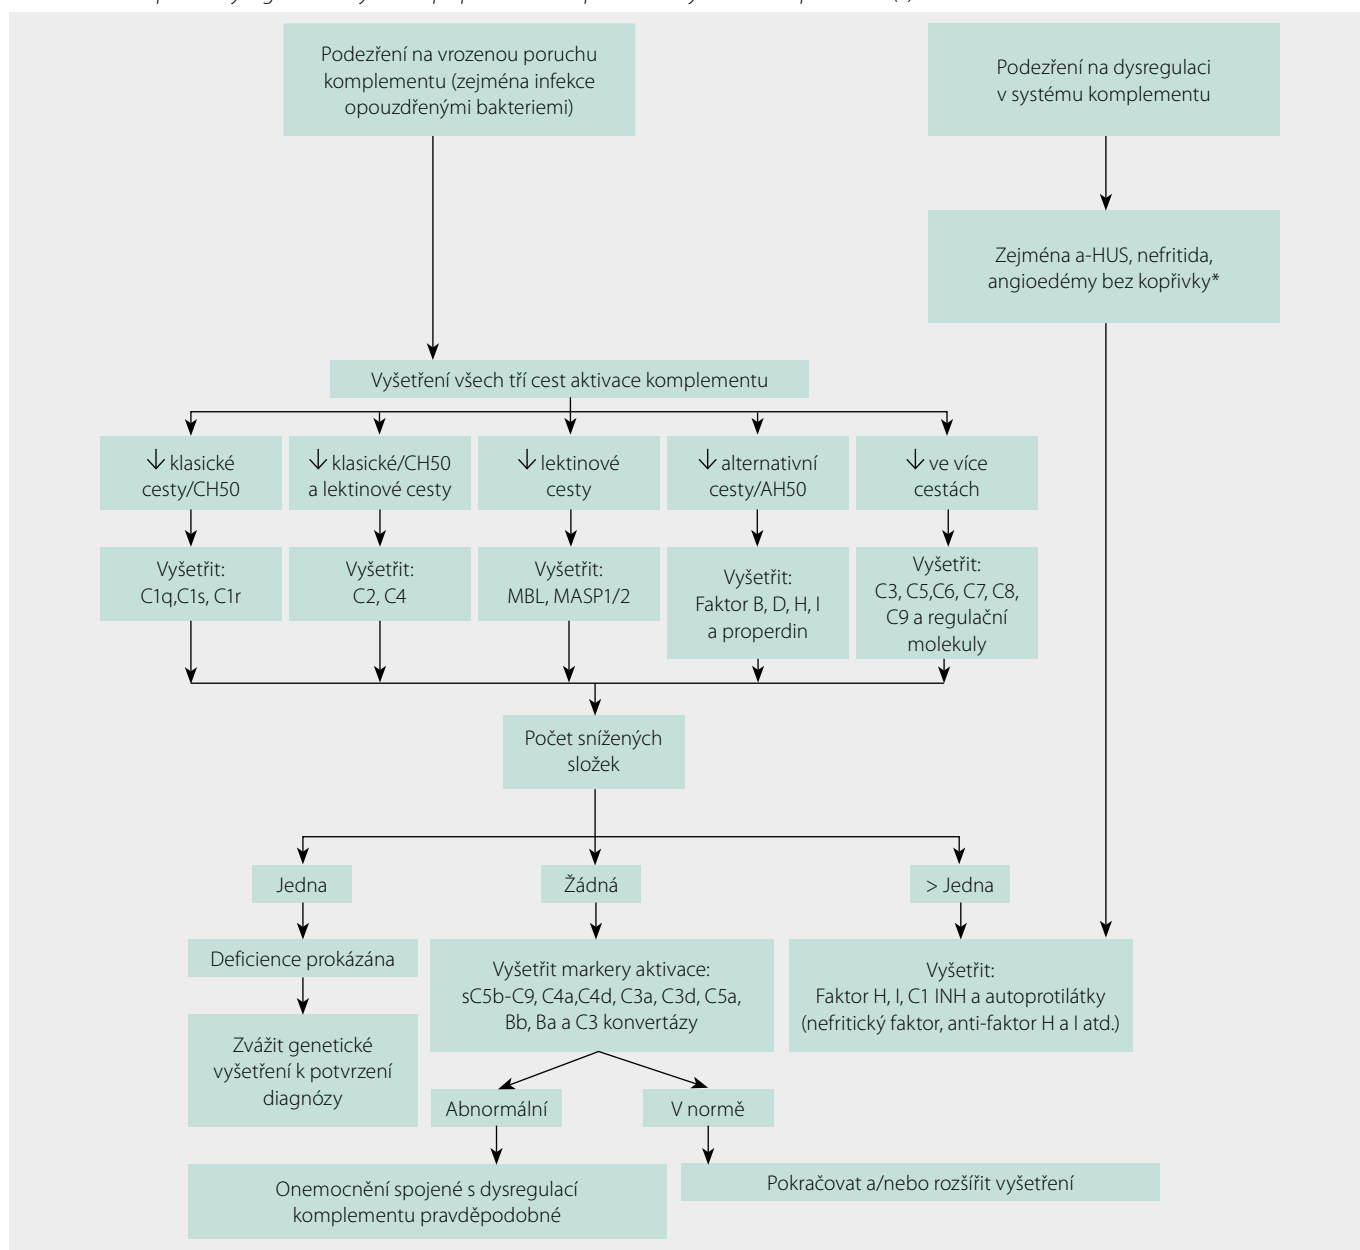 Podezření na vrozenou poruchu
komplementu (zejména infekce
opouzdřenými bakteriemi)
Podezření na dysregulaci
v systému komplementu
Zejména a-HUS, nefritida,
angioedémy bez kopřivky*
Vyšetření všech tří cest aktivace komplementu
↓ klasické
cesty/CH50
↓ klasické/CH50
a lektinové cesty
↓ lektinové
cesty
↓ alternativní
cesty/AH50
↓ ve více
cestách
Vyšetřit:
C1q,C1s, C1r
Vyšetřit:
C2, C4
Vyšetřit:
MBL, MASP1/2
Vyšetřit:
Faktor B, D, H, I
a properdin
Vyšetřit:
C3, C5,C6, C7, C8,
C9 a regulační
molekuly
Počet snížených
složek
Jedna
Žádná
> Jedna
Deficience prokázána
Vyšetřit markery aktivace:
sC5b-C9, C4a,C4d, C3a, C3d, C5a,
Bb, Ba a C3 konvertázy
Vyšetřit:
Faktor H, I, C1 INH a autoprotilátky
(nefritický faktor, anti-faktor H a I atd.)
Zvážit genetické
vyšetření k potvrzení
diagnózy
Abnormální
V normě
Onemocnění spojené s dysregulací
komplementu pravděpodobné
Pokračovat a/nebo rozšířit vyšetření